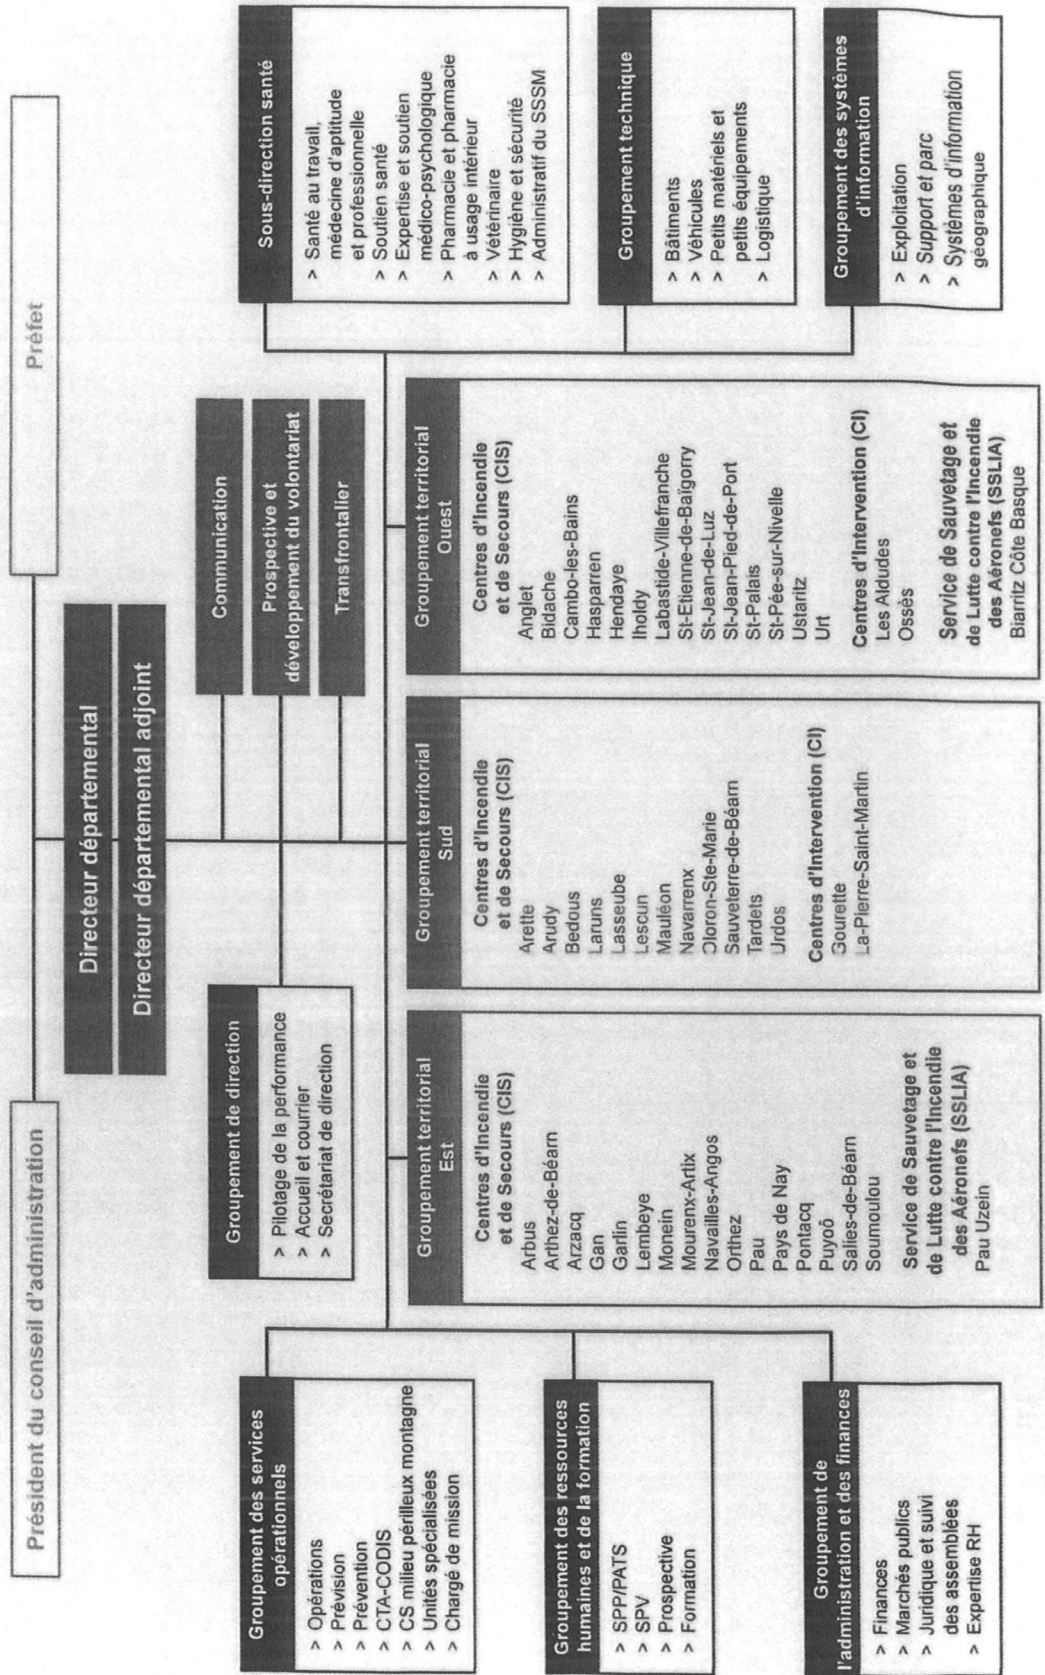 Président du conseil d'administration
Préfet
Directeur départemental
Directeur départemental adjoint
Communication
Prospective et
développement du volontariat
Transfrontalier
Groupement de direction
> Pilotage de la performance
> Accueil et courrier
> Secrétariat de direction
Groupement des services
opérationnels
> Opérations
> Prévision
> Prévention
> CTA-CODIS
> CS milieu périlleux montagne
> Unités spécialisées
> Chargé de mission
Groupement des ressources
humaines et de la formation
> SPP/PATS
> SPV
> Prospective
> Formation
Groupement de
l'administration et des finances
> Finances
> Marchés publics
> Juridique et suivi
des assemblées
> Expertise RH
Groupement territorial
Est
Centres d'Incendie
et de Secours (CIS)
Arbus
Arthez-de-Béarn
Arzacq
Gan
Garlin
Lembeye
Monein
Mourenx-Artix
Navailles-Angos
Orthez
Pau
Pays de Nay
Pontacq
Puyoô
Salies-de-Béarn
Soumoulou
Service de Sauvetage et
de Lutte contre l'Incendie
des Aéronefs (SSLIA)
Pau Uzein
Groupement territorial
Sud
Centres d'Incendie
et de Secours (CIS)
Arette
Arudy
Bedous
Laruns
Lasseube
Lescun
Mauléon
Navarrenx
Oloron-Ste-Marie
Sauveterre-de-Béarn
Tardets
Urdos
Centres d'Intervention (CI)
Gourette
La-Pierre-Saint-Martin
Groupement territorial
Ouest
Centres d'Incendie
et de Secours (CIS)
Anglet
Bidache
Cambo-les-Bains
Hasparren
Hendaye
Iholdy
Labastide-Villefranche
St-Etienne-de-Baïgorry
St-Jean-de-Luz
St-Jean-Pied-de-Port
St-Palais
St-Pée-sur-Nivelle
Ustaritz
Urt
Centres d'Intervention (CI)
Les Aldudes
Ossès
Service de Sauvetage et
de Lutte contre l'Incendie
des Aéronefs (SSLIA)
Biarritz Côte Basque
Sous-direction santé
> Santé au travail,
médecine d'aptitude
et professionnelle
> Soutien santé
> Expertise et soutien
médico-psychologique
> Pharmacie et pharmacie
à usage intérieur
> Vétérinaire
> Hygiène et sécurité
> Administratif du SSSM
Groupement technique
> Bâtiments
> Véhicules
> Petits matériels et
petits équipements
> Logistique
Groupement des systèmes
d'information
> Exploitation
> Support et parc
> Systèmes d'information
géographique